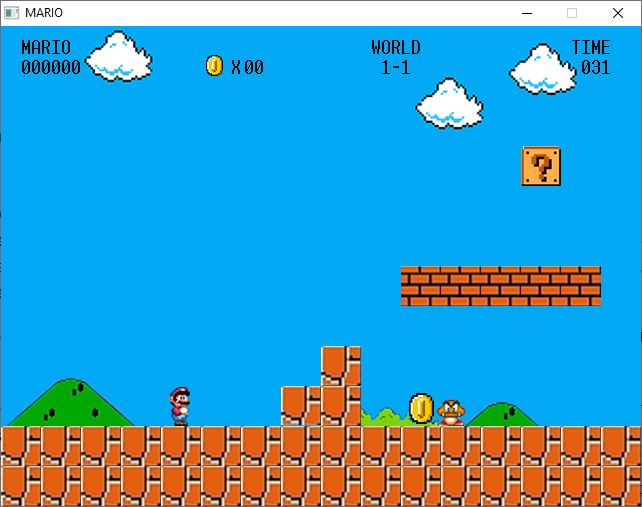 MARIO
MARIO
000000
X00
WORLD
1-1
TIME
031
?